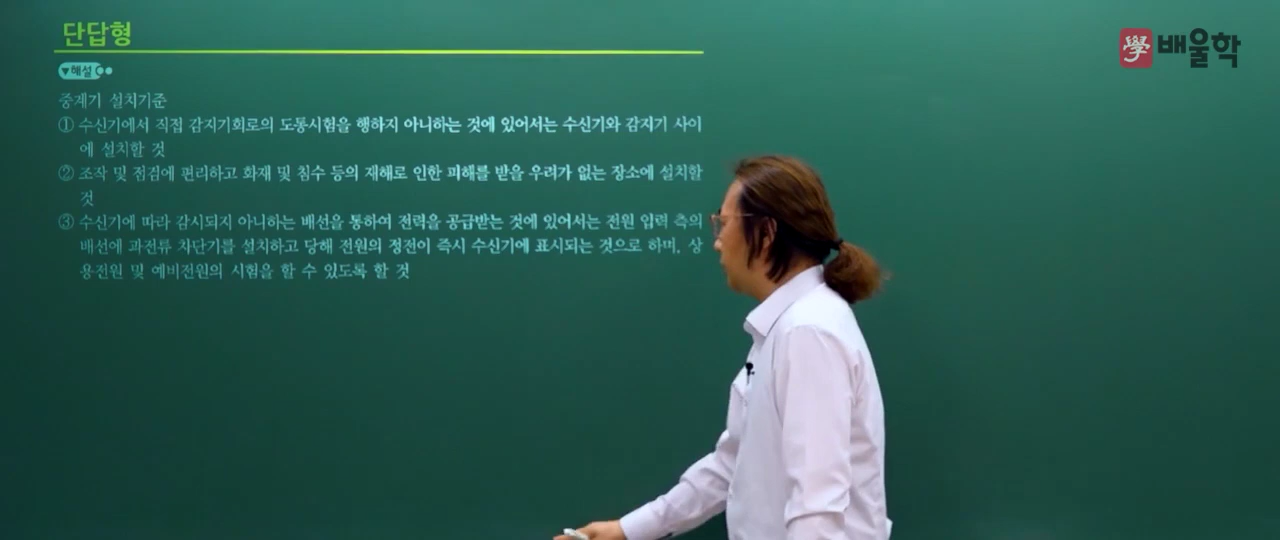 단답형
學 배울학
▼해설
중계기 설치기준
① 수신기에서 직접 감지기회로의 도통시험을 행하지 아니하는 것에 있어서는 수신기와 감지기 사이
에 설치할 것
② 조작 및 점검에 편리하고 화재 및 침수 등의 재해로 인한 피해를 받을 우려가 없는 장소에 설치할
것
③ 수신기에 따라 감시되지 아니하는 배선을 통하여 전력을 공급받는 것에 있어서는 전원 입력 측의
배선에 과전류 차단기를 설치하고 당해 전원의 정전이 즉시 수신기에 표시되는 것으로 하며, 상
용전원 및 예비전원의 시험을 할 수 있도록 할 것